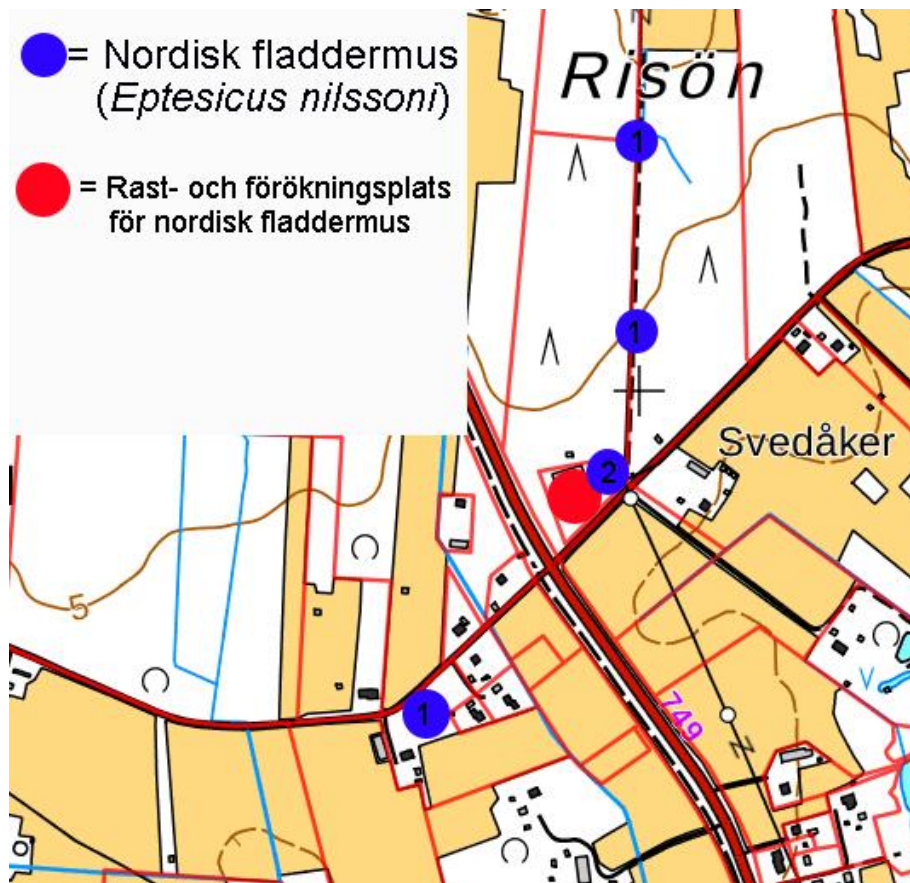 = Nordisk fladdermus
(Eptesicus nilssoni)
= Rast- och förökningsplats
för nordisk fladdermus
Risön
1
1
Svedåker
2
5
1
749
Z